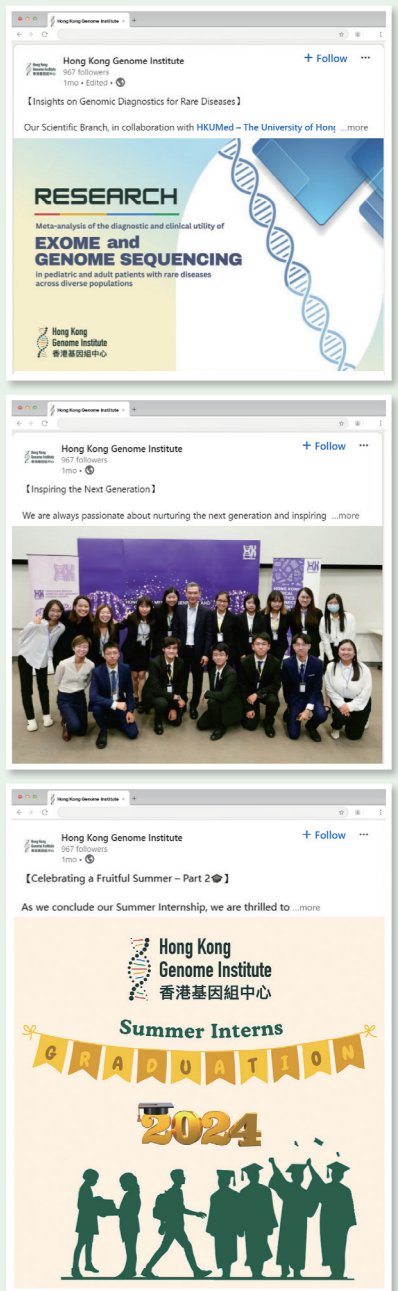 Hong Kong Genome Institute
Hong Kong Genome Institute
+ Follow ...
967 followers
1mo • Edited •
【Insights on Genomic Diagnostics for Rare Diseases】
Our Scientific Branch, in collaboration with HKUMed – The University of Hong ...more
RESEARCH
Meta-analysis of the diagnostic and clinical utility of
EXOME and
GENOME SEQUENCING
in pediatric and adult patients with rare diseases
across diverse populations
Hong Kong
Genome Institute
香港基因組中心
Hong Kong Genome Institute
Hong Kong Genome Institute
+ Follow ...
967 followers
1mo •
【Inspiring the Next Generation】
We are always passionate about nurturing the next generation and inspiring ...more
Hong Kong Genome Institute
Hong Kong Genome Institute
+ Follow ...
967 followers
1mo •
【Celebrating a Fruitful Summer – Part 2🎓】
As we conclude our Summer Internship, we are thrilled to ...more
Hong Kong
Genome Institute
香港基因組中心
Summer Interns
GRADUATION
2024